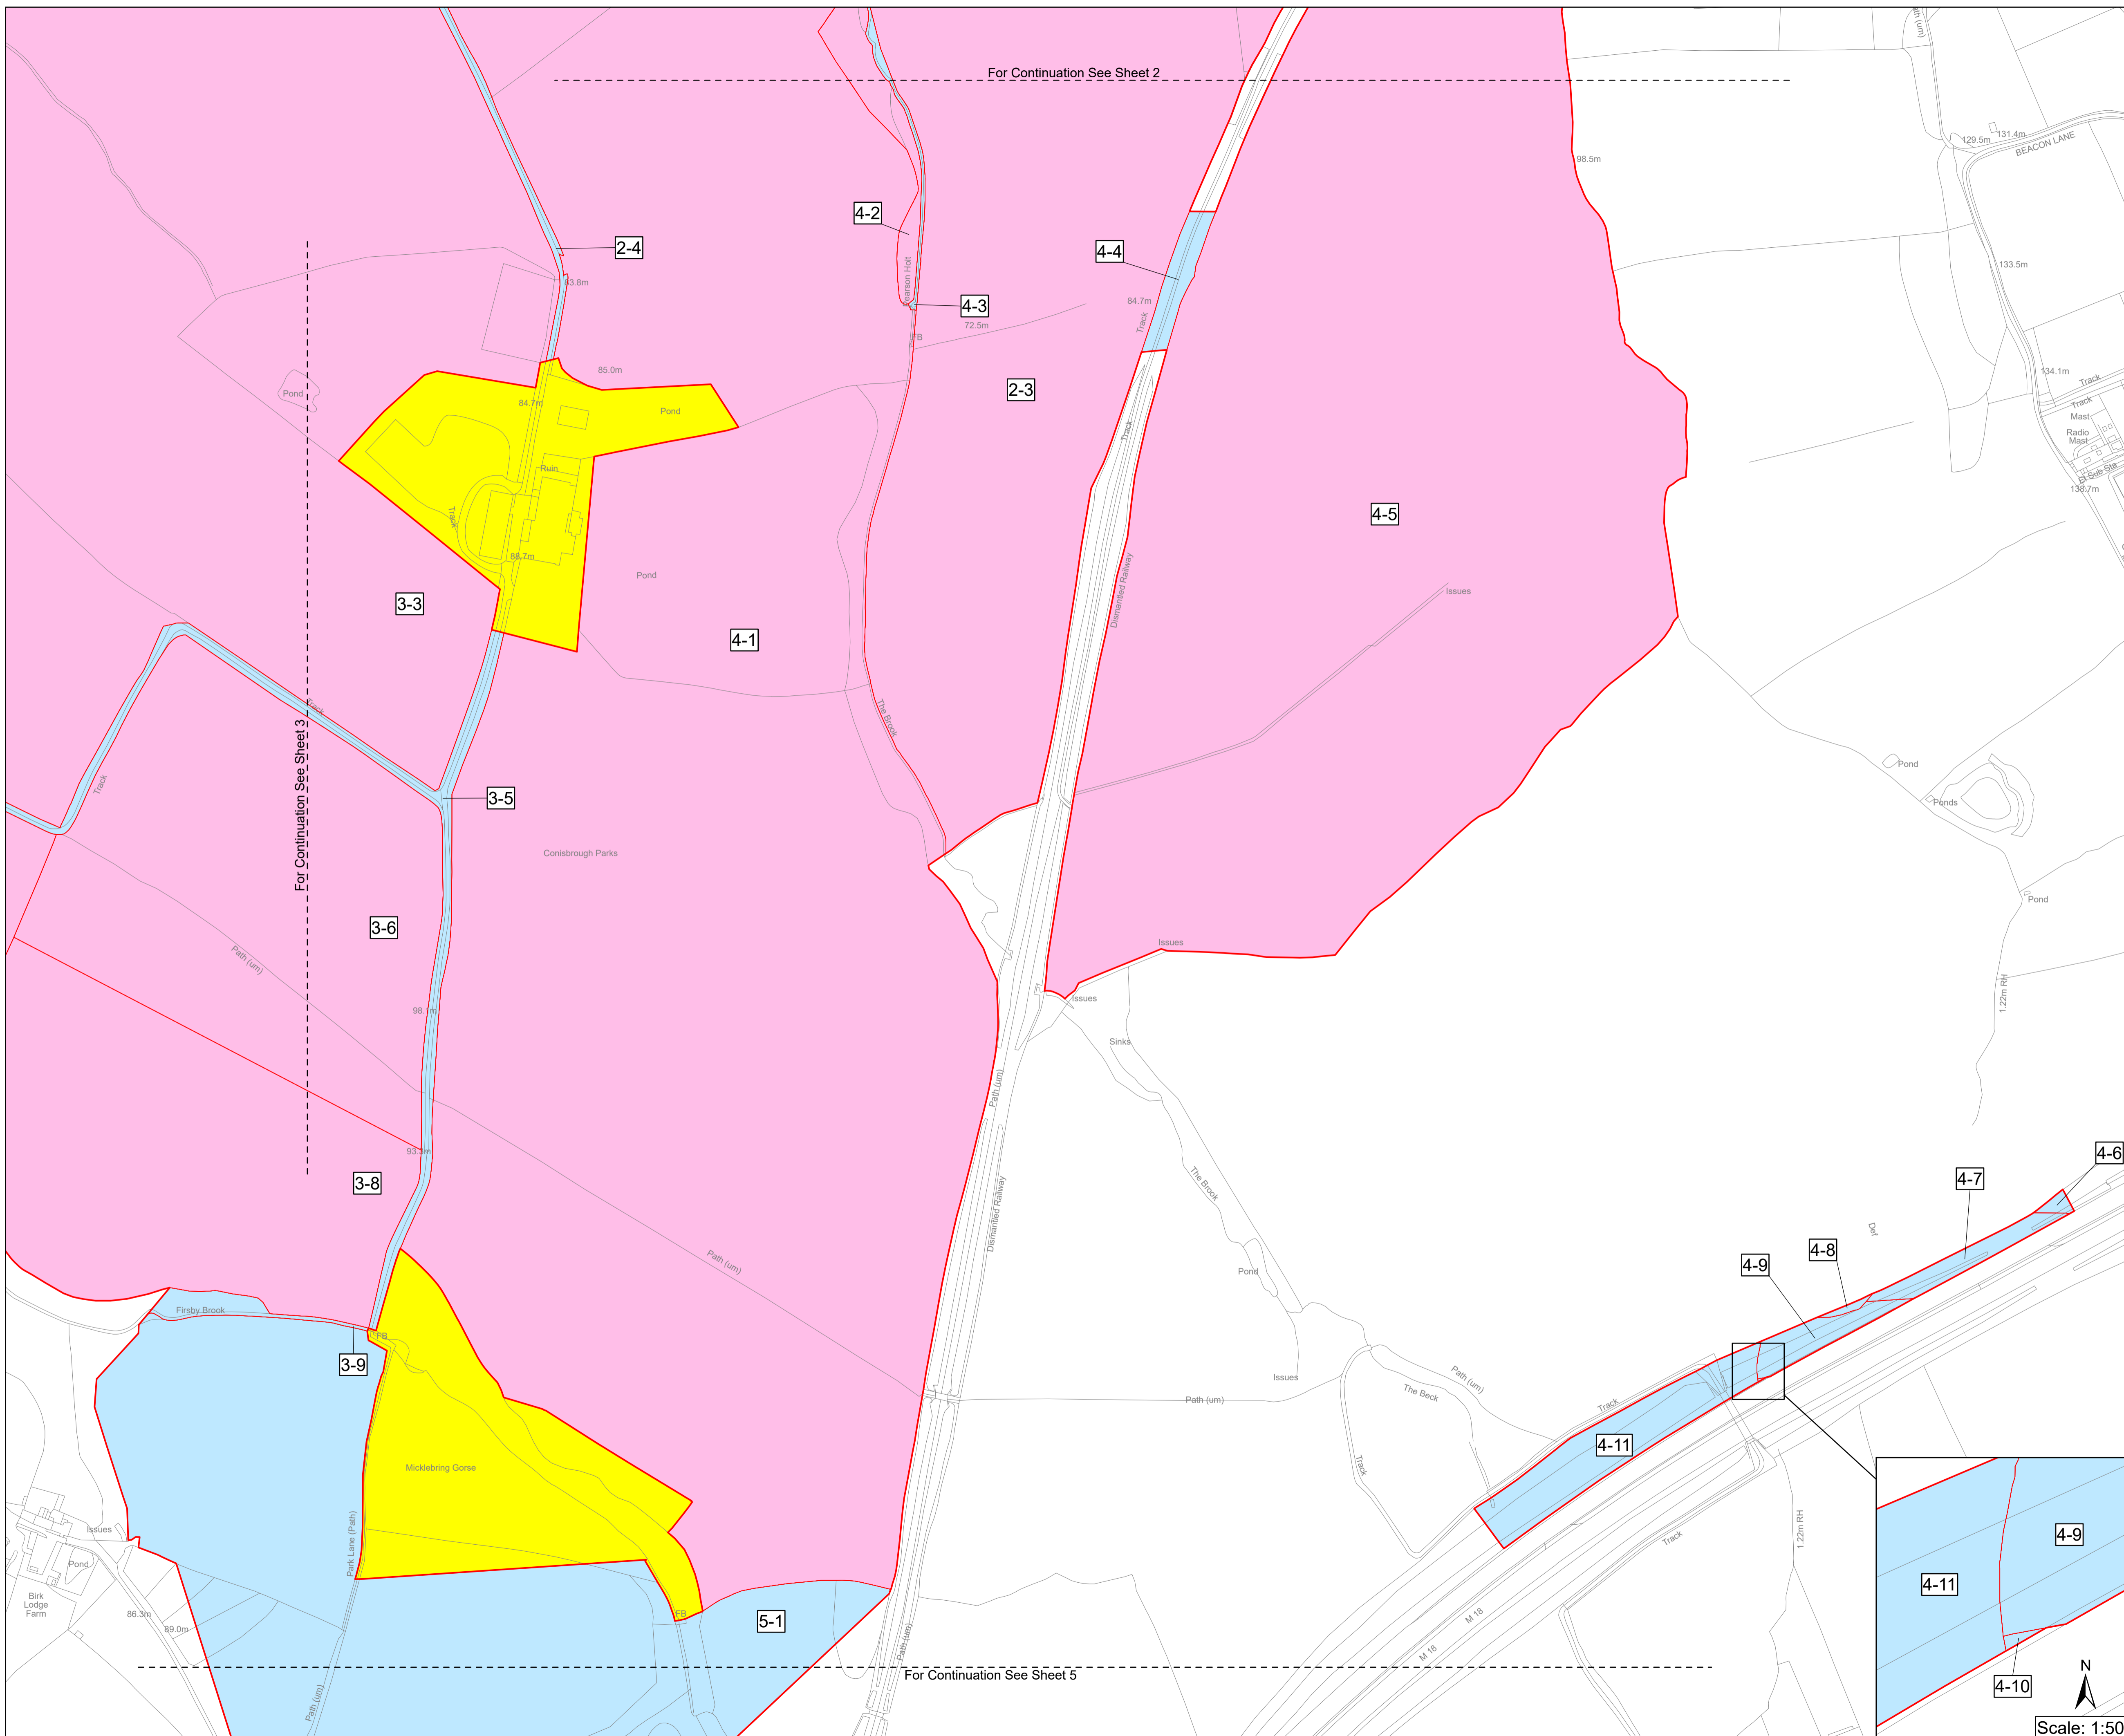 For Continuation See Sheet 2
BEACON LANE
129.5m
131.4m
98.5m
133.5m
134.1m
Track
Track
Mast
Radio
Mast
El Sub Sta
138.7m
2-4
83.8m
4-2
Pearson Holt
4-3
72.5m
FB
4-4
84.7m
Track
2-3
85.0m
Pond
Pond
84.7m
Ruin
Track
88.7m
Track
Dismantled Railway
4-5
Issues
Pond
3-3
4-1
The Brook
For Continuation See Sheet 3
Track
Track
3-5
Conisbrough Parks
Pond
Ponds
Pond
1.22m RH
3-6
Path (um)
98.1m
Issues
Issues
Sinks
Path (um)
The Brook
93.3m
3-8
Path (um)
Dismantled Railway
Pond
4-6
4-7
Def
4-8
4-9
Firsby Brook
FB
3-9
Issues
Path (um)
The Beck
Path (um)
Track
Track
4-11
Micklebring Gorse
Park Lane (Path)
Issues
Pond
Birk
Lodge
Farm
86.3m
89.0m
FB
5-1
Path (um)
Path (um)
M 18
M 18
Track
1.22m RH
4-9
4-11
4-10
For Continuation See Sheet 5
N
Scale: 1:50